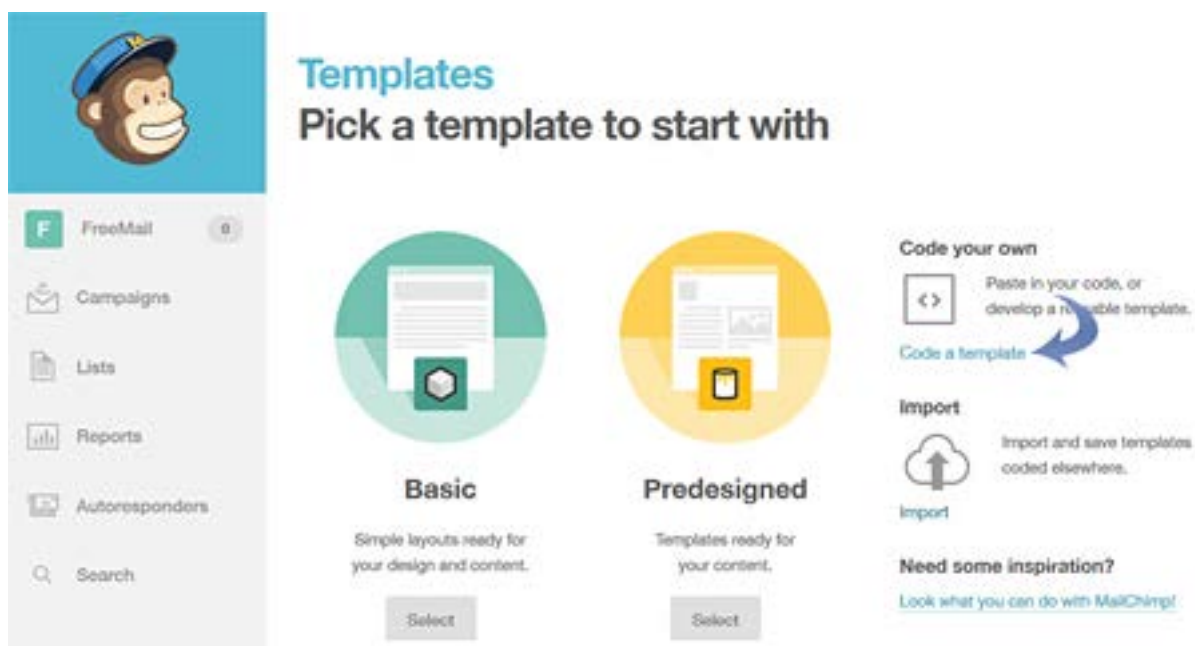 Templates
Pick a template to start with
F FreeMail 0
Campaigns
Lists
Reports
Autoresponders
Search
Basic
Simple layouts ready for
your design and content.
Select
Predesigned
Templates ready for
your content.
Select
Code your own
Paste in your code, or
develop a template.
Code a template
Import
Import and save templates
coded elsewhere.
Import
Need some inspiration?
Look what you can do with MailChimp!